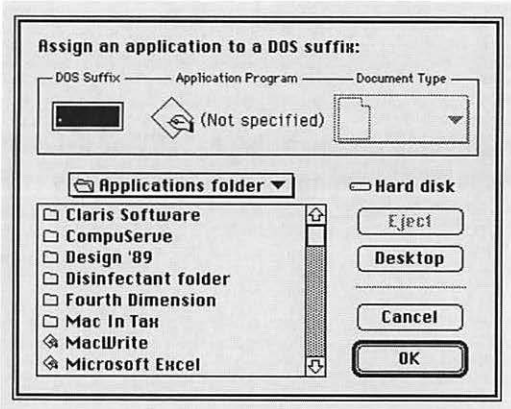 Assign an application to a DOS suffix:
DOS Suffix Application Program Document Type
.
(Not specified)
Applications folder
Hard disk
Claris Software
CompuServe
Design '89
Disinfectant folder
Fourth Dimension
Mac In Tax
MacWrite
Microsoft Excel
Eject
Desktop
Cancel
OK